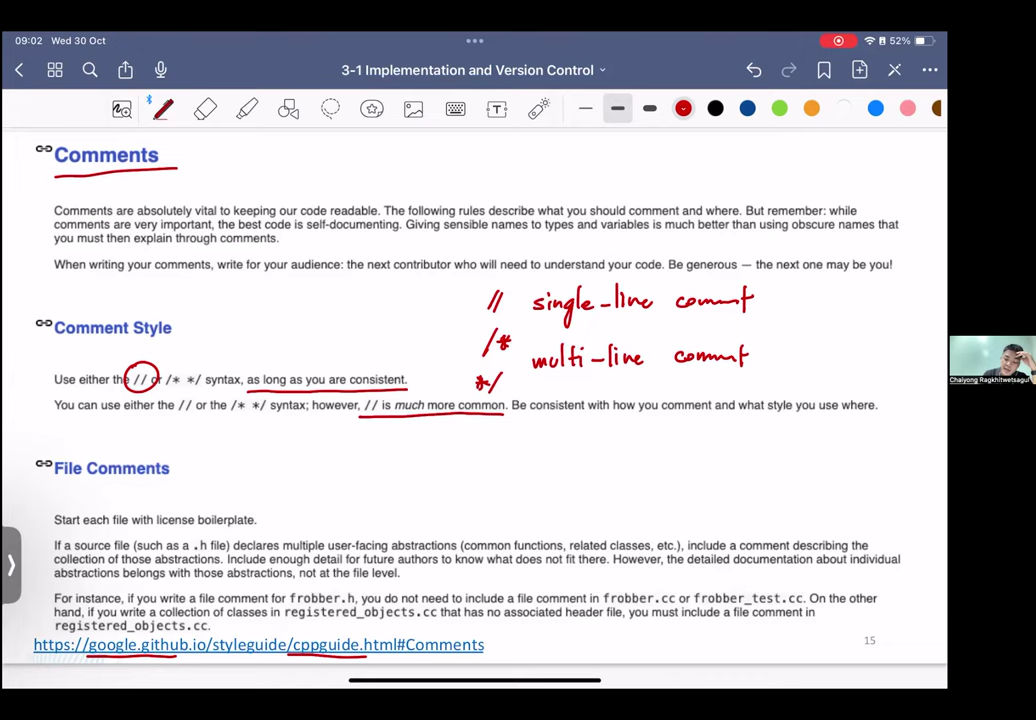 09:02 Wed 30 Oct
52%
3-1 Implementation and Version Control
Comments
Comments are absolutely vital to keeping our code readable. The following rules describe what you should comment and where. But remember: while
comments are very important, the best code is self-documenting. Giving sensible names to types and variables is much better than using obscure names that
you must then explain through comments.
When writing your comments, write for your audience: the next contributor who will need to understand your code. Be generous — the next one may be you!
// single-line comment
Comment Style
/*
multi-line comment
Use either the // or /* */ syntax, as long as you are consistent.
*/
You can use either the // or the /* */ syntax; however, // is much more common. Be consistent with how you comment and what style you use where.
Chaiyong Ragkhitwetsagul
File Comments
Start each file with license boilerplate.
If a source file (such as a .h file) declares multiple user-facing abstractions (common functions, related classes, etc.), include a comment describing the
collection of those abstractions. Include enough detail for future authors to know what does not fit there. However, the detailed documentation about individual
abstractions belongs with those abstractions, not at the file level.
For instance, if you write a file comment for frobber.h, you do not need to include a file comment in frobber.cc or frobber_test.cc. On the other
hand, if you write a collection of classes in registered_objects.cc that has no associated header file, you must include a file comment in
registered_objects.cc.
https://google.github.io/styleguide/cppguide.html#Comments
15